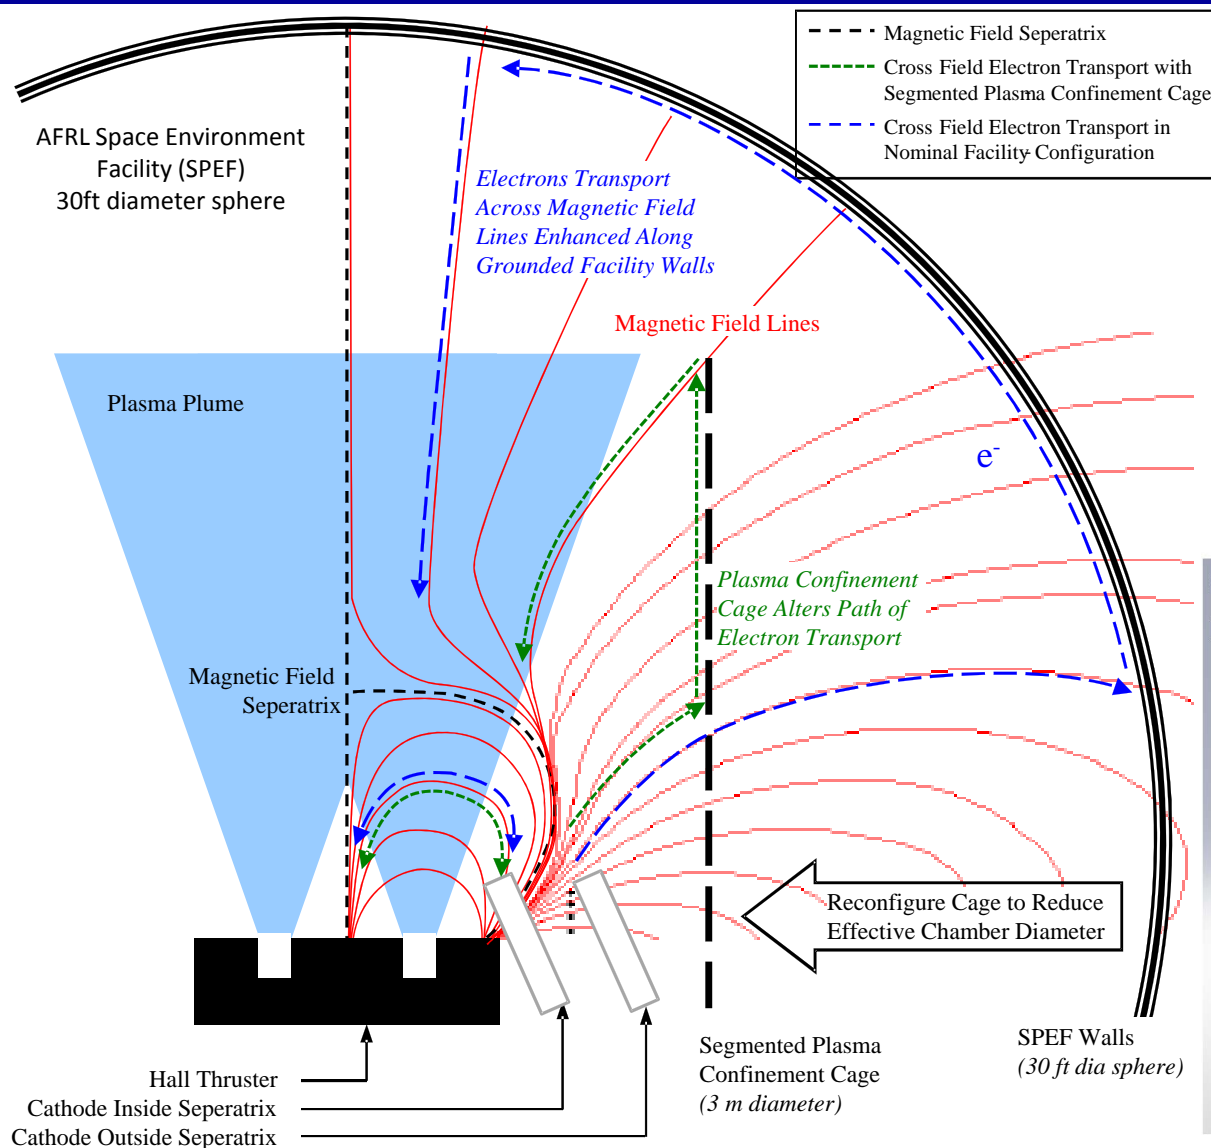 Magnetic Field Seperatrix
Cross Field Electron Transport with
Segmented Plasma Confinement Cage
Cross Field Electron Transport in
Nominal Facility Configuration
AFRL Space Environment
Facility (SPEF)
30ft diameter sphere
Electrons Transport
Across Magnetic Field
Lines Enhanced Along
Grounded Facility Walls
Magnetic Field Lines
Plasma Plume
e-
Plasma Confinement
Cage Alters Path of
Electron Transport
Magnetic Field
Seperatrix
Reconfigure Cage to Reduce
Effective Chamber Diameter
Segmented Plasma
Confinement Cage
(3 m diameter)
SPEF Walls
(30 ft dia sphere)
Hall Thruster
Cathode Inside Seperatrix
Cathode Outside Seperatrix